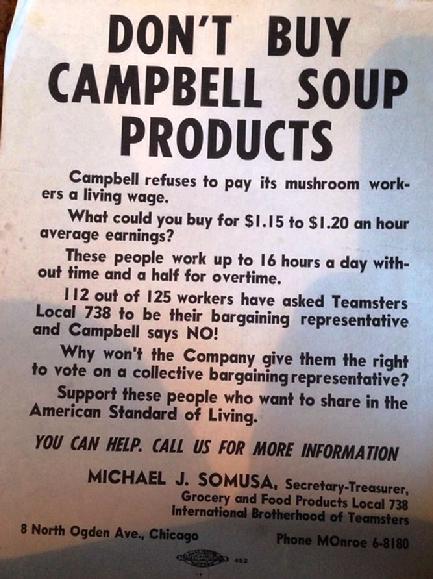 DON'T BUY
CAMPBELL SOUP
PRODUCTS
Campbell refuses to pay its mushroom work-
ers a living wage.
What could you buy for $1.15 to $1.20 an hour
average earnings?
These people work up to 16 hours a day with-
out time and a half for overtime.
112 out of 125 workers have asked Teamsters
Local 738 to be their bargaining representative
and Campbell says NO!
Why won't the Company give them the right
to vote on a collective bargaining representative?
Support these people who want to share in the
American Standard of Living.
YOU CAN HELP. CALL US FOR MORE INFORMATION
MICHAEL J. SOMUSA, Secretary-Treasurer,
Grocery and Food Products Local 738
International Brotherhood of Teamsters
8 North Ogden Ave., Chicago Phone MOnroe 6-8180